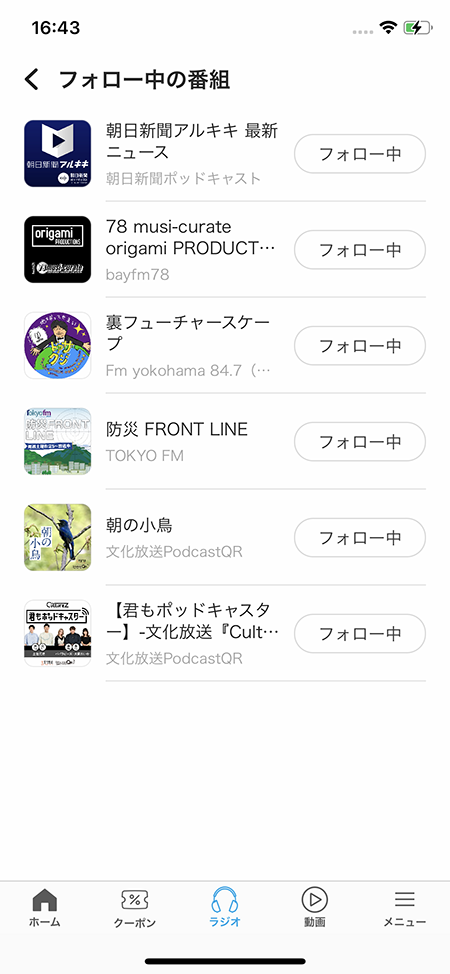 16:43
フォロー中の番組
朝日新聞アルキキ
朝日新聞アルキキ 最新
ニュース
朝日新聞ポッドキャスト
フォロー中
origami
PRODUCTIONS
78 musi-curate
origami PRODUCT…
bayfm78
フォロー中
裏フューチャースケー
プ
Fm yokohama 84.7（…
フォロー中
Tokyo fm
防災FRONT
LINE
防災 FRONT LINE
TOKYO FM
フォロー中
朝の
小鳥
朝の小鳥
文化放送PodcastQR
フォロー中
CultureZ
君もポッドキャスター
【君もポッドキャスタ
ー】-文化放送『Cult…
文化放送PodcastQR
フォロー中
ホーム
クーポン
ラジオ
動画
メニュー